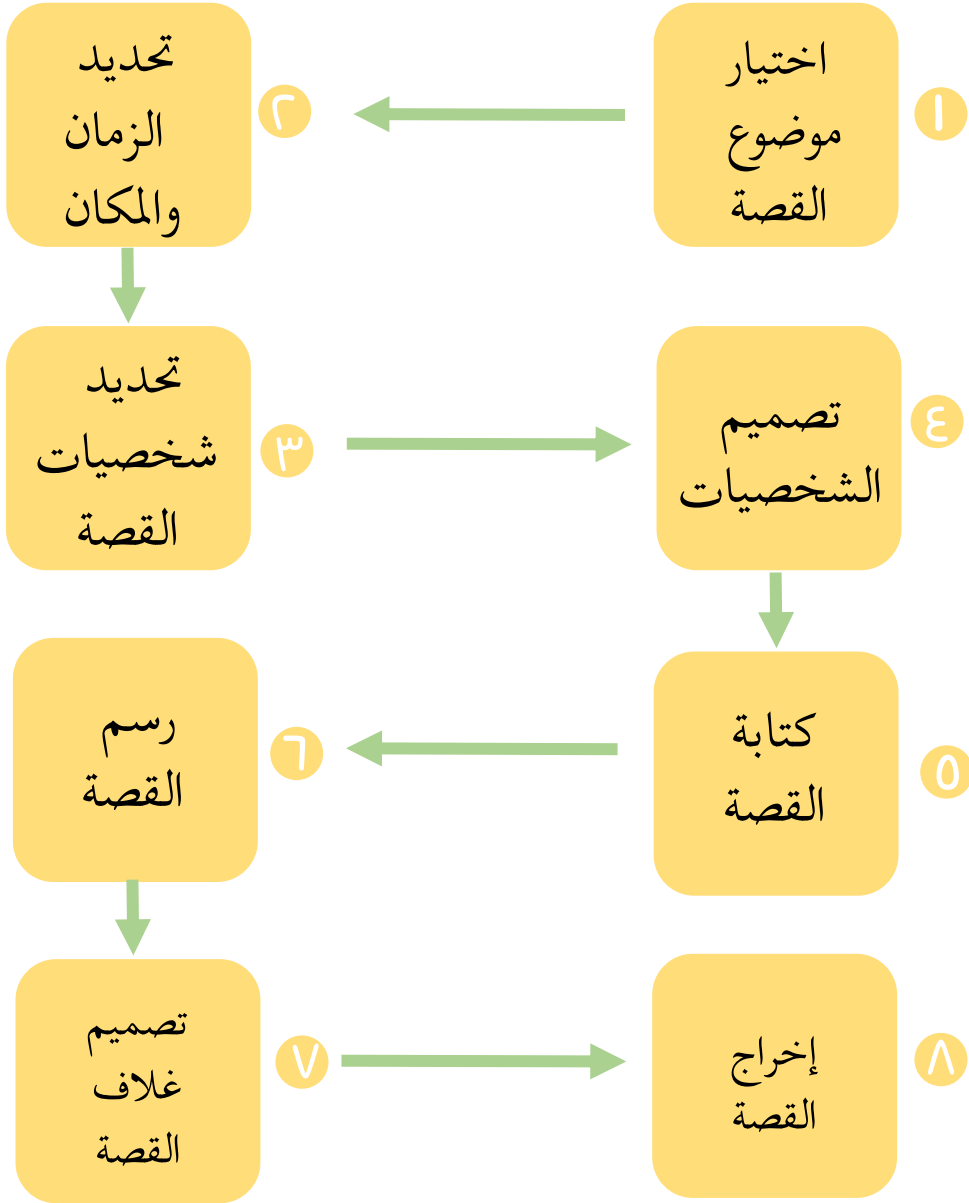 ١
اختيار
موضوع
القصة
٢
تحديد
الزمان
والمكان
٣
تحديد
شخصيات
القصة
٤
تصميم
الشخصيات
٥
كتابة
القصة
٦
رسم
القصة
٧
تصميم
غلاف
القصة
٨
إخراج
القصة